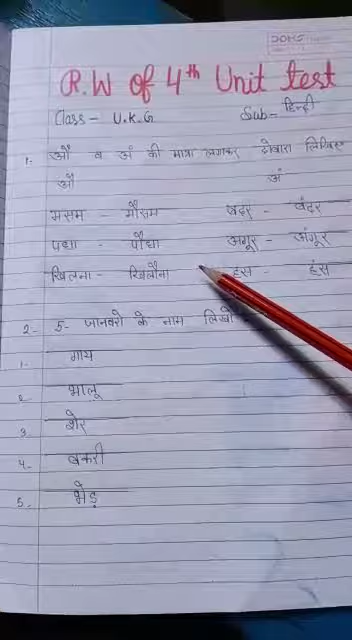 DOMS
R.W of 4th Unit test
Class - U.K.G Sub- हिन्दी
1. औ व अं की मात्रा लगाकर दोबारा लिखिए
औ अं
मसम - मौसम बदर - बंदर
पधा - पौधा अगूर - अंगूर
खिलना - खिलौना हस - हंस
2- 5- जानवरो के नाम लिखो
1- गाय
2. भालू
3. शेर
4- बकरी
5. भेड़